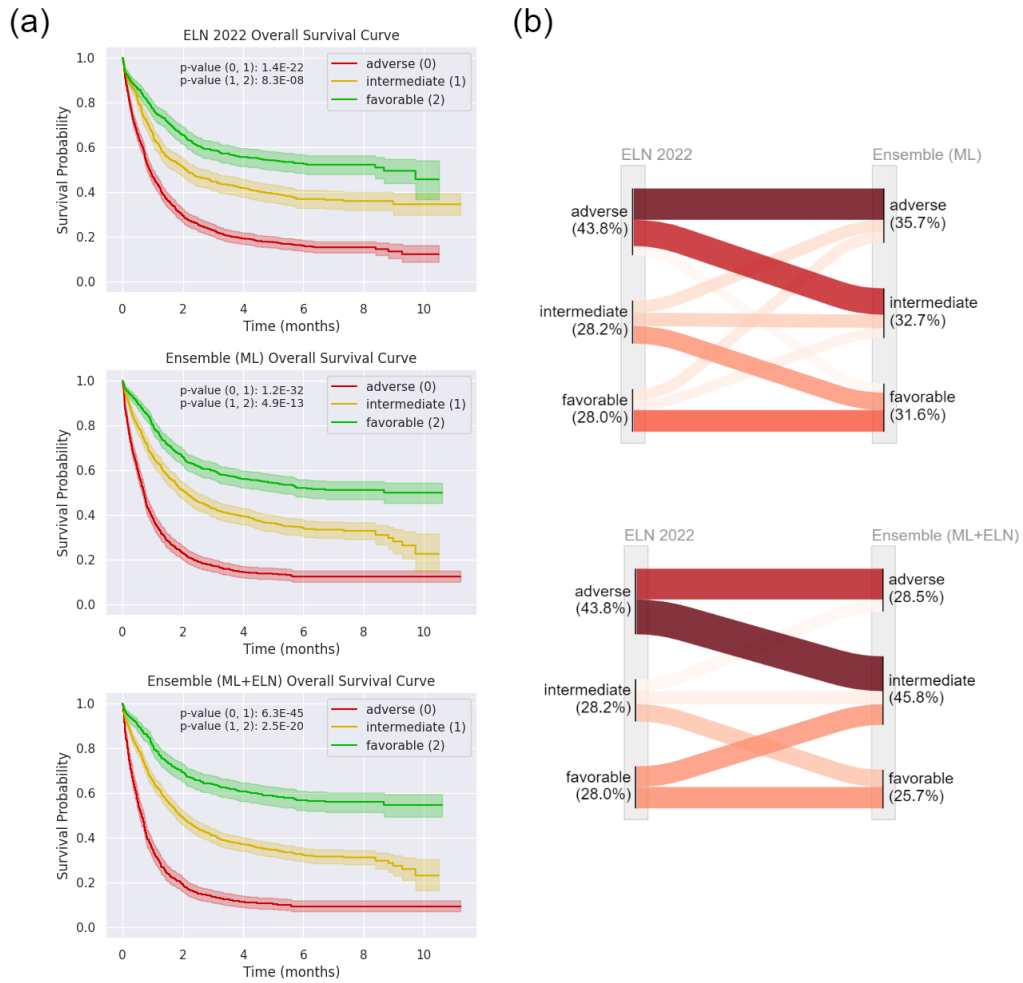 (a)
ELN 2022 Overall Survival Curve
p-value (0, 1): 1.4E-22
p-value (1, 2): 8.3E-08
adverse (0)
intermediate (1)
favorable (2)
Survival Probability
1.0
0.8
0.6
0.4
0.2
0.0
0 2 4 6 8 10
Time (months)
Ensemble (ML) Overall Survival Curve
p-value (0, 1): 1.2E-32
p-value (1, 2): 4.9E-13
adverse (0)
intermediate (1)
favorable (2)
Survival Probability
1.0
0.8
0.6
0.4
0.2
0.0
0 2 4 6 8 10
Time (months)
Ensemble (ML+ELN) Overall Survival Curve
p-value (0, 1): 6.3E-45
p-value (1, 2): 2.5E-20
adverse (0)
intermediate (1)
favorable (2)
Survival Probability
1.0
0.8
0.6
0.4
0.2
0.0
0 2 4 6 8 10
Time (months)
(b)
ELN 2022
adverse
(43.8%)
intermediate
(28.2%)
favorable
(28.0%)
Ensemble (ML)
adverse
(35.7%)
intermediate
(32.7%)
favorable
(31.6%)
ELN 2022
adverse
(43.8%)
intermediate
(28.2%)
favorable
(28.0%)
Ensemble (ML+ELN)
adverse
(28.5%)
intermediate
(45.8%)
favorable
(25.7%)